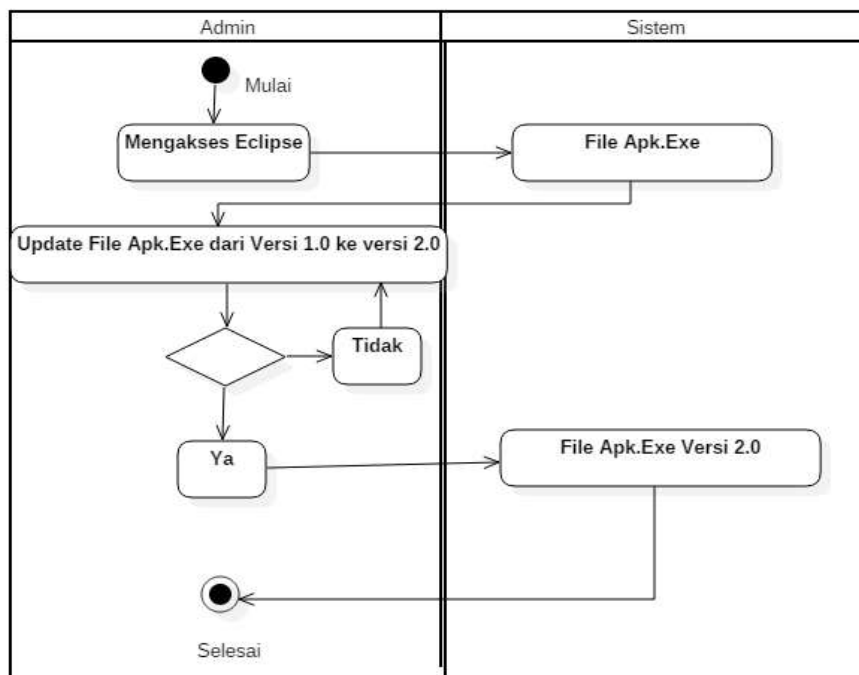 Admin
Sistem
Mulai
Mengakses Eclipse
File Apk.Exe
Update File Apk.Exe dari Versi 1.0 ke versi 2.0
Tidak
Ya
File Apk.Exe Versi 2.0
Selesai